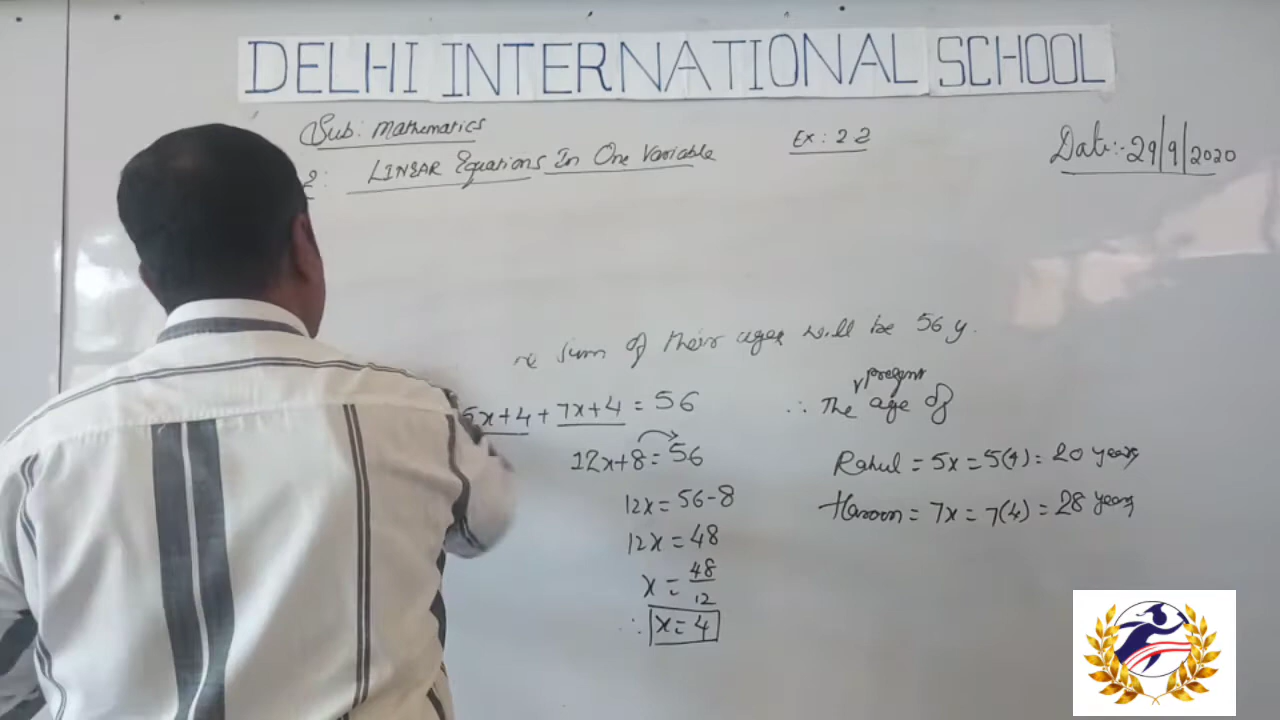 DELHI INTERNATIONAL SCHOOL
Sub: Mathematics
Ex: 2.2
Date:- 29/9/2020
2: LINEAR Equations In One Variable
sum of their ages will be 56 y.
5x+4 + 7x+4 = 56
12x+8 = 56
12x = 56-8
12x = 48
x = 48/12
∴ x = 4
present
∴ The age of
Rahul = 5x = 5(4) = 20 years
Haroon = 7x = 7(4) = 28 years